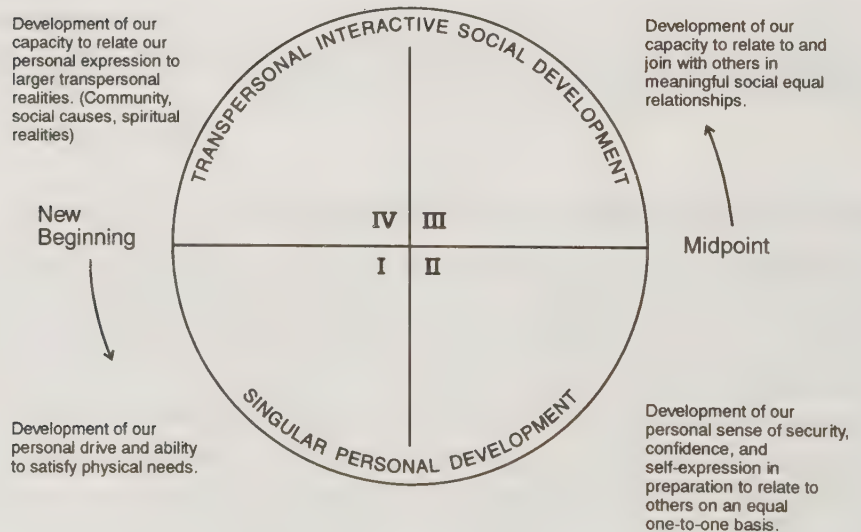 Development of our
capacity to relate our
personal expression to
larger transpersonal
realities. (Community,
social causes, spiritual
realities)
TRANSPERSONAL INTERACTIVE SOCIAL DEVELOPMENT
Development of our
capacity to relate to and
join with others in
meaningful social equal
relationships.
New
Beginning
IV
III
I
II
Midpoint
Development of our
personal drive and ability
to satisfy physical needs.
SINGULAR PERSONAL DEVELOPMENT
Development of our
personal sense of security,
confidence, and
self-expression in
preparation to relate to
others on an equal
one-to-one basis.